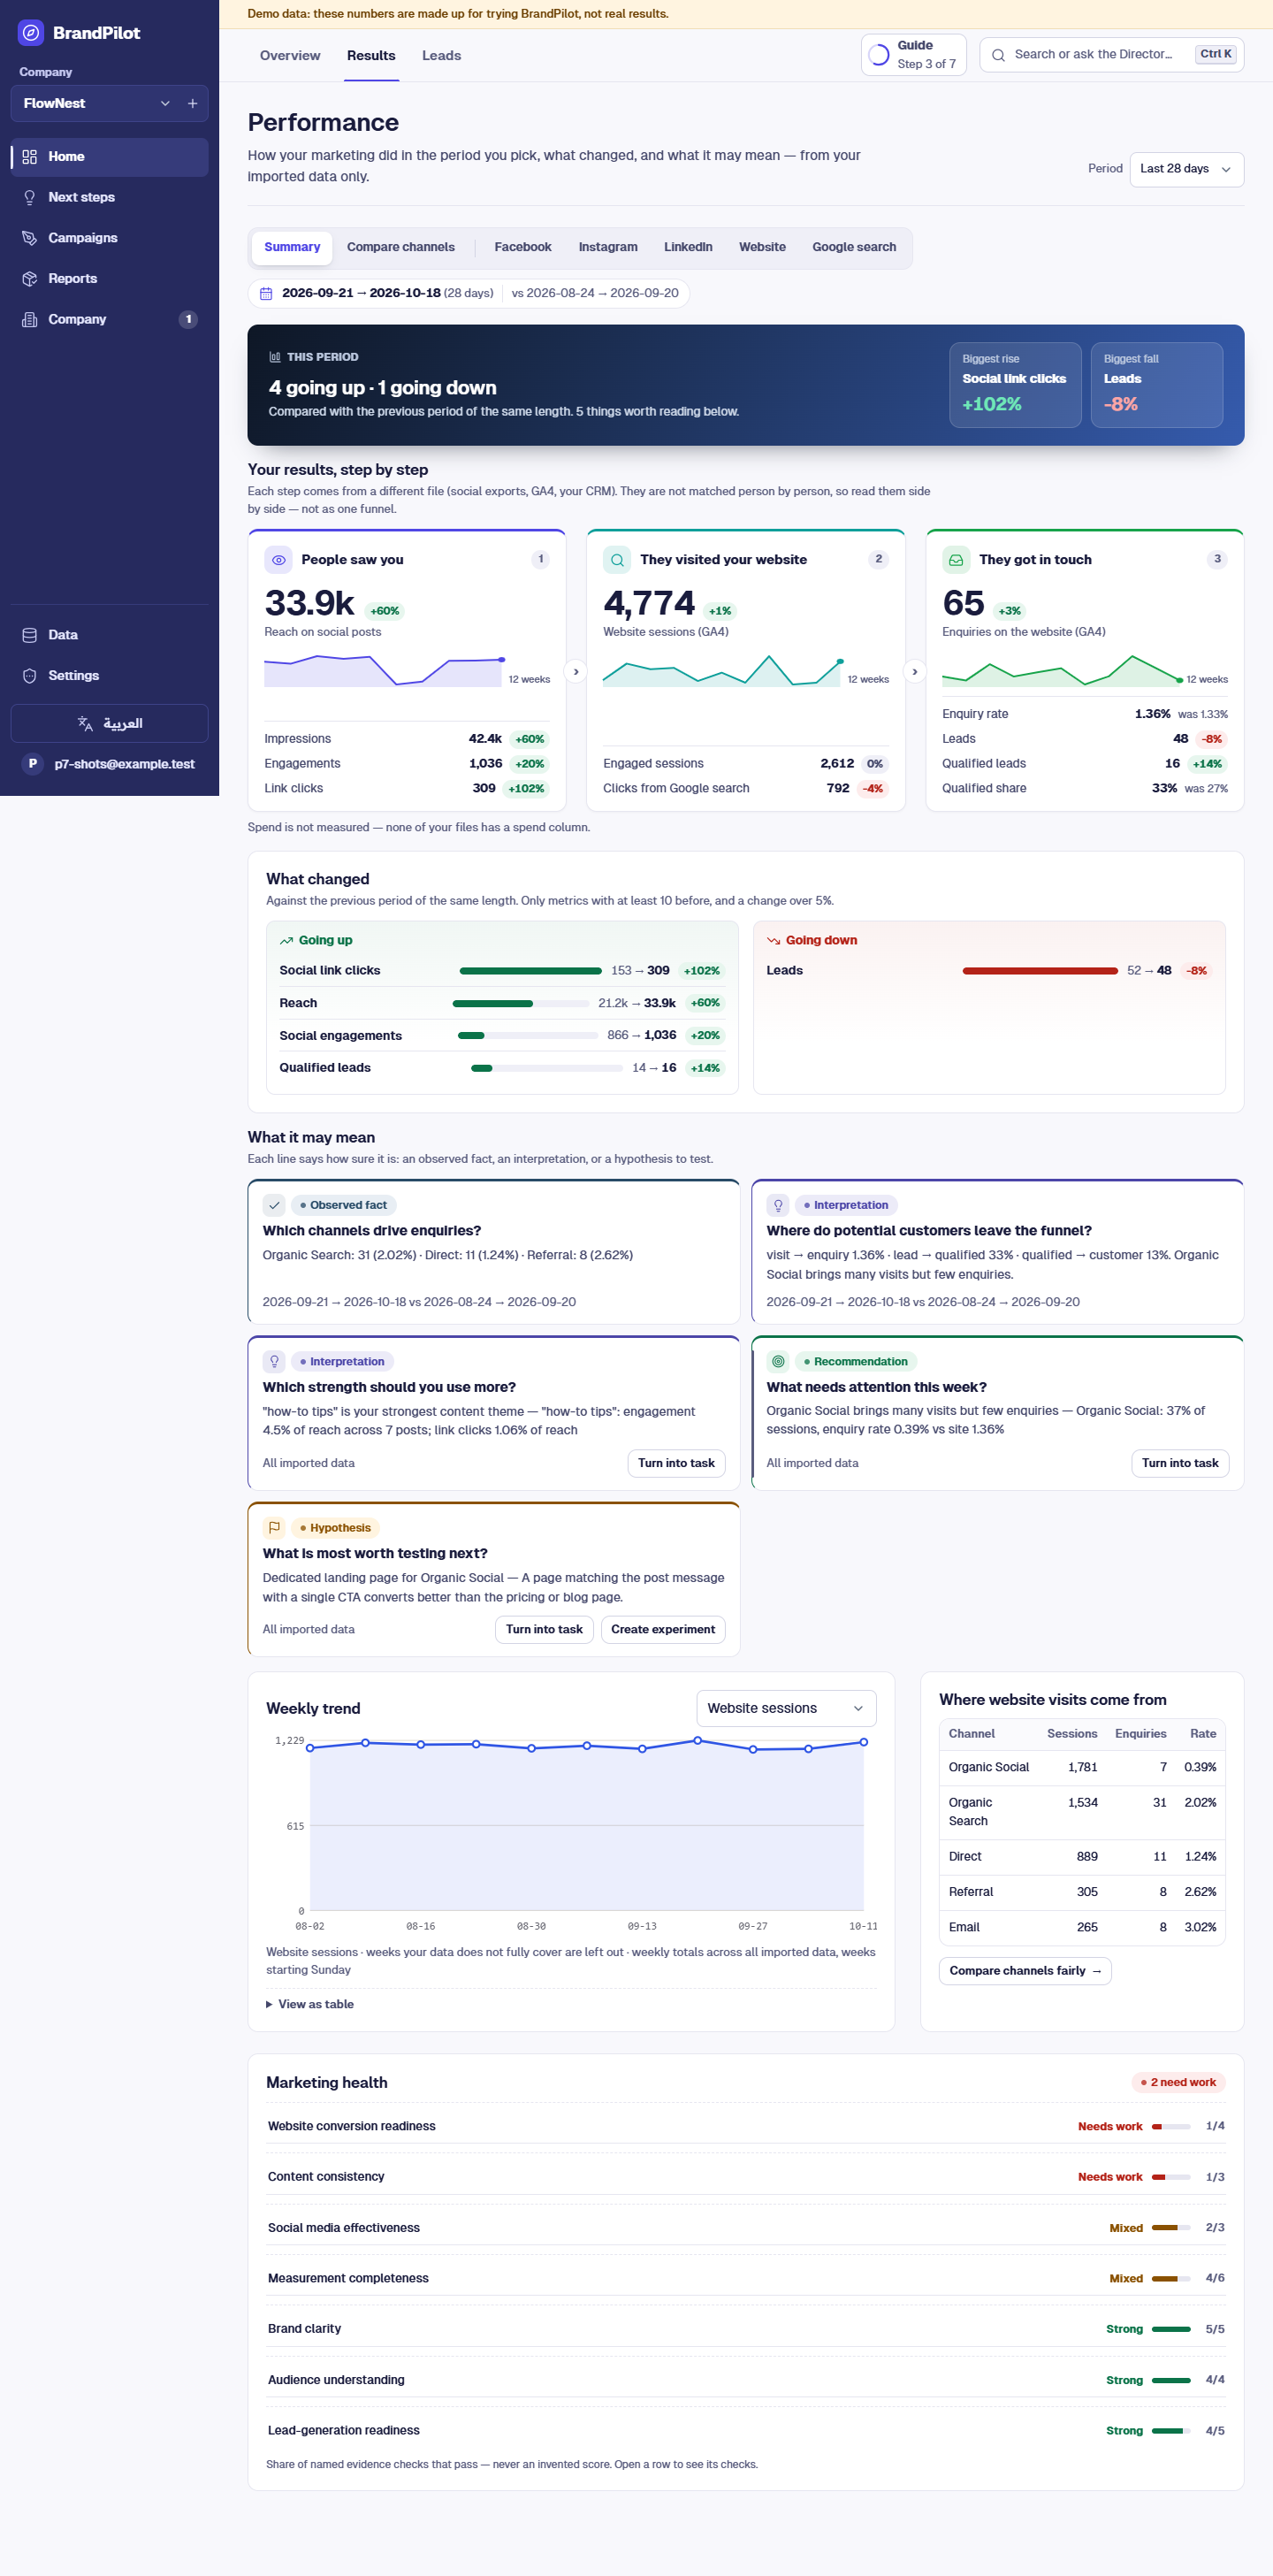 Demo data: these numbers are made up for trying BrandPilot, not real results.
BrandPilot
Company
FlowNest
Home
Next steps
Campaigns
Reports
Company 1
Data
Settings
العربية
P p7-shots@example.test
Overview Results Leads
Guide
Step 3 of 7
Search or ask the Director... Ctrl K
Performance
How your marketing did in the period you pick, what changed, and what it may mean — from your
imported data only.
Period Last 28 days
Summary Compare channels Facebook Instagram LinkedIn Website Google search
2026-09-21 → 2026-10-18 (28 days) vs 2026-08-24 → 2026-09-20
THIS PERIOD
4 going up · 1 going down
Compared with the previous period of the same length. 5 things worth reading below.
Biggest rise
Social link clicks
+102%
Biggest fall
Leads
-8%
Your results, step by step
Each step comes from a different file (social exports, GA4, your CRM). They are not matched person by person, so read them side
by side — not as one funnel.
People saw you 1
33.9k +60%
Reach on social posts
12 weeks
Impressions 42.4k +60%
Engagements 1,036 +20%
Link clicks 309 +102%
They visited your website 2
4,774 +1%
Website sessions (GA4)
12 weeks
Engaged sessions 2,612 0%
Clicks from Google search 792 -4%
They got in touch 3
65 +3%
Enquiries on the website (GA4)
12 weeks
Enquiry rate 1.36% was 1.33%
Leads 48 -8%
Qualified leads 16 +14%
Qualified share 33% was 27%
Spend is not measured — none of your files has a spend column.
What changed
Against the previous period of the same length. Only metrics with at least 10 before, and a change over 5%.
Going up
Social link clicks 153 → 309 +102%
Reach 21.2k → 33.9k +60%
Social engagements 866 → 1,036 +20%
Qualified leads 14 → 16 +14%
Going down
Leads 52 → 48 -8%
What it may mean
Each line says how sure it is: an observed fact, an interpretation, or a hypothesis to test.
Observed fact
Which channels drive enquiries?
Organic Search: 31 (2.02%) · Direct: 11 (1.24%) · Referral: 8 (2.62%)
2026-09-21 → 2026-10-18 vs 2026-08-24 → 2026-09-20
Interpretation
Where do potential customers leave the funnel?
visit → enquiry 1.36% · lead → qualified 33% · qualified → customer 13%. Organic
Social brings many visits but few enquiries.
2026-09-21 → 2026-10-18 vs 2026-08-24 → 2026-09-20
Interpretation
Which strength should you use more?
"how-to tips" is your strongest content theme — "how-to tips": engagement
4.5% of reach across 7 posts; link clicks 1.06% of reach
All imported data Turn into task
Recommendation
What needs attention this week?
Organic Social brings many visits but few enquiries — Organic Social: 37% of
sessions, enquiry rate 0.39% vs site 1.36%
All imported data Turn into task
Hypothesis
What is most worth testing next?
Dedicated landing page for Organic Social — A page matching the post message
with a single CTA converts better than the pricing or blog page.
All imported data Turn into task Create experiment
Weekly trend Website sessions
1,229
615
0
08-02 08-16 08-30 09-13 09-27 10-11
Website sessions · weeks your data does not fully cover are left out · weekly totals across all imported data, weeks
starting Sunday
View as table
Where website visits come from
Channel Sessions Enquiries Rate
Organic Social 1,781 7 0.39%
Organic Search 1,534 31 2.02%
Direct 889 11 1.24%
Referral 305 8 2.62%
Email 265 8 3.02%
Compare channels fairly →
Marketing health 2 need work
Website conversion readiness Needs work 1/4
Content consistency Needs work 1/3
Social media effectiveness Mixed 2/3
Measurement completeness Mixed 4/6
Brand clarity Strong 5/5
Audience understanding Strong 4/4
Lead-generation readiness Strong 4/5
Share of named evidence checks that pass — never an invented score. Open a row to see its checks.